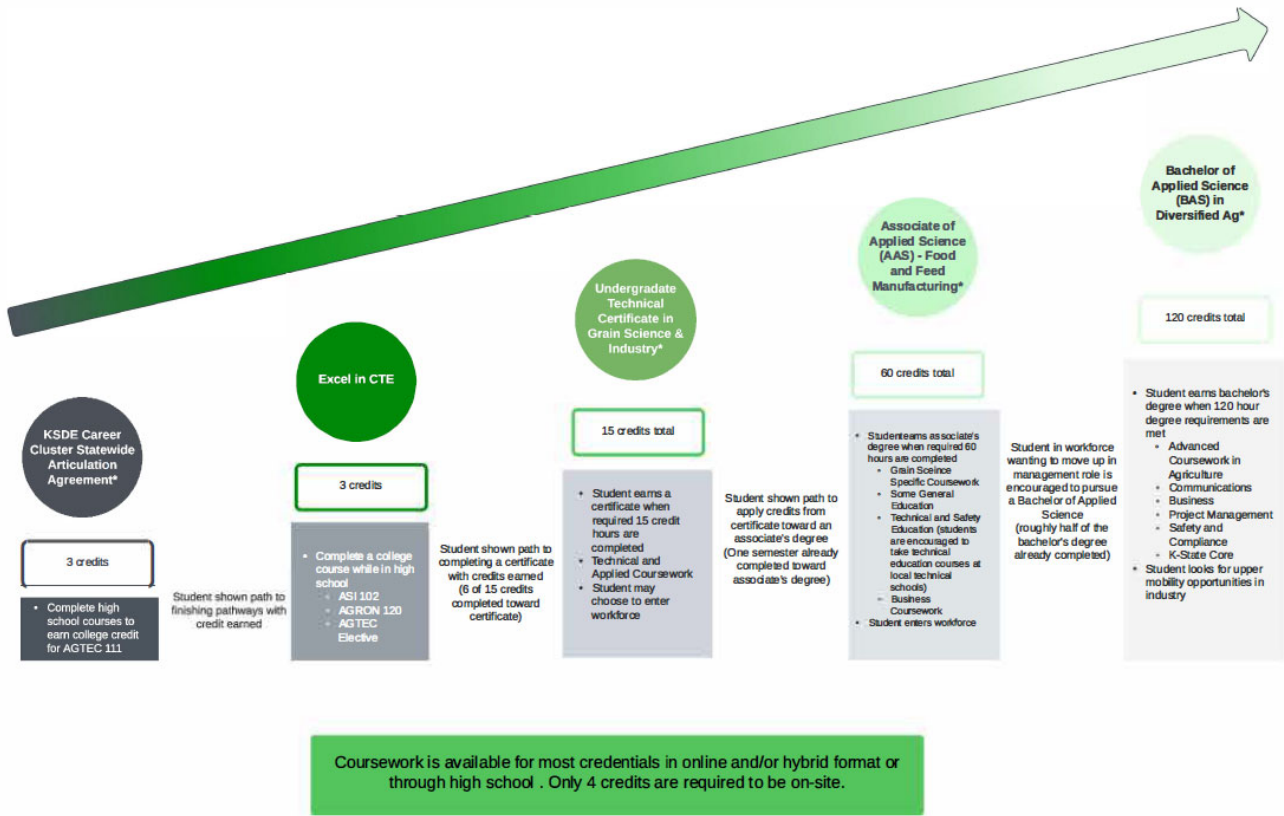 KSDE Career
Cluster Statewide
Articulation
Agreement*
3 credits
• Complete high
school courses to
earn college credit
for AGTEC 111
Student shown path to
finishing pathways with
credit earned
Excel in CTE
3 credits
• Complete a college
course while in high
school
◦ ASI 102
◦ AGRON 120
◦ AGTEC
Elective
Student shown path to
completing a certificate
with credits earned
(6 of 15 credits
completed toward
certificate)
Undergradate
Technical
Certificate in
Grain Science &
Industry*
15 credits total
• Student earns a
certificate when
required 15 credit
hours are
completed
• Technical and
Applied Coursework
• Student may
choose to enter
workforce
Student shown path to
apply credits from
certificate toward an
associate's degree
(One semester already
completed toward
associate's degree)
Associate of
Applied Science
(AAS) - Food
and Feed
Manufacturing*
60 credits total
• Studentearns associate's
degree when required 60
hours are completed
◦ Grain Sceince
Specific Coursework
◦ Some General
Education
◦ Technical and Safety
Education (students
are encouraged to
take technical
education courses at
local technical
schools)
◦ Business
Coursework
• Student enters workforce
Student in workforce
wanting to move up in
management role is
encouraged to pursue
a Bachelor of Applied
Science
(roughly half of the
bachelor's degree
already completed)
Bachelor of
Applied Science
(BAS) in
Diversified Ag*
120 credits total
• Student earns bachelor's
degree when 120 hour
degree requirements are
met
◦ Advanced
Coursework in
Agriculture
◦ Communications
◦ Business
◦ Project Management
◦ Safety and
Compliance
◦ K-State Core
• Student looks for upper
mobility opportunities in
industry
Coursework is available for most credentials in online and/or hybrid format or
through high school . Only 4 credits are required to be on-site.